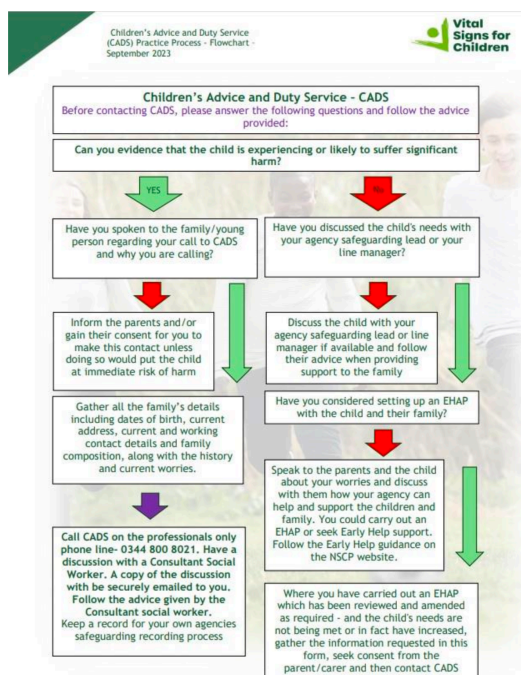 Children's Advice and Duty Service
(CADS) Practice Process - Flowchart -
September 2023
Vital
Signs for
Children
Children's Advice and Duty Service - CADS
Before contacting CADS, please answer the following questions and follow the advice
provided:
Can you evidence that the child is experiencing or likely to suffer significant
harm?
YES
No
Have you spoken to the family/young
person regarding your call to CADS
and why you are calling?
Have you discussed the child's needs with
your agency safeguarding lead or your
line manager?
Inform the parents and/or
gain their consent for you to
make this contact unless
doing so would put the child
at immediate risk of harm
Discuss the child with your
agency safeguarding lead or line
manager if available and follow
their advice when providing
support to the family
Gather all the family's details
including dates of birth, current
address, current and working
contact details and family
composition, along with the history
and current worries.
Have you considered setting up an EHAP
with the child and their family?
Speak to the parents and the child
about your worries and discuss
with them how your agency can
help and support the children and
family. You could carry out an
EHAP or seek Early Help support.
Follow the Early Help guidance on
the NSCP website.
Call CADS on the professionals only
phone line- 0344 800 8021. Have a
discussion with a Consultant Social
Worker. A copy of the discussion
with be securely emailed to you.
Follow the advice given by the
Consultant social worker.
Keep a record for your own agencies
safeguarding recording process
Where you have carried out an EHAP
which has been reviewed and amended
as required - and the child's needs are
not being met or in fact have increased,
gather the information requested in this
form, seek consent from the
parent/carer and then contact CADS